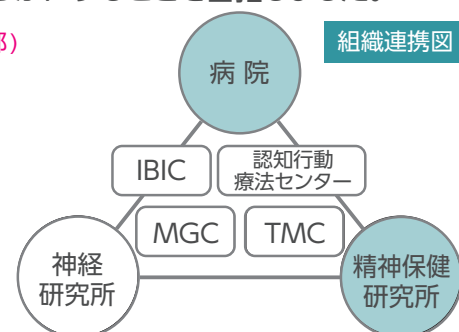 部)
組織連携図
病院
IBIC
認知行動
療法センター
MGC
TMC
神経
研究所
精神保健
研究所